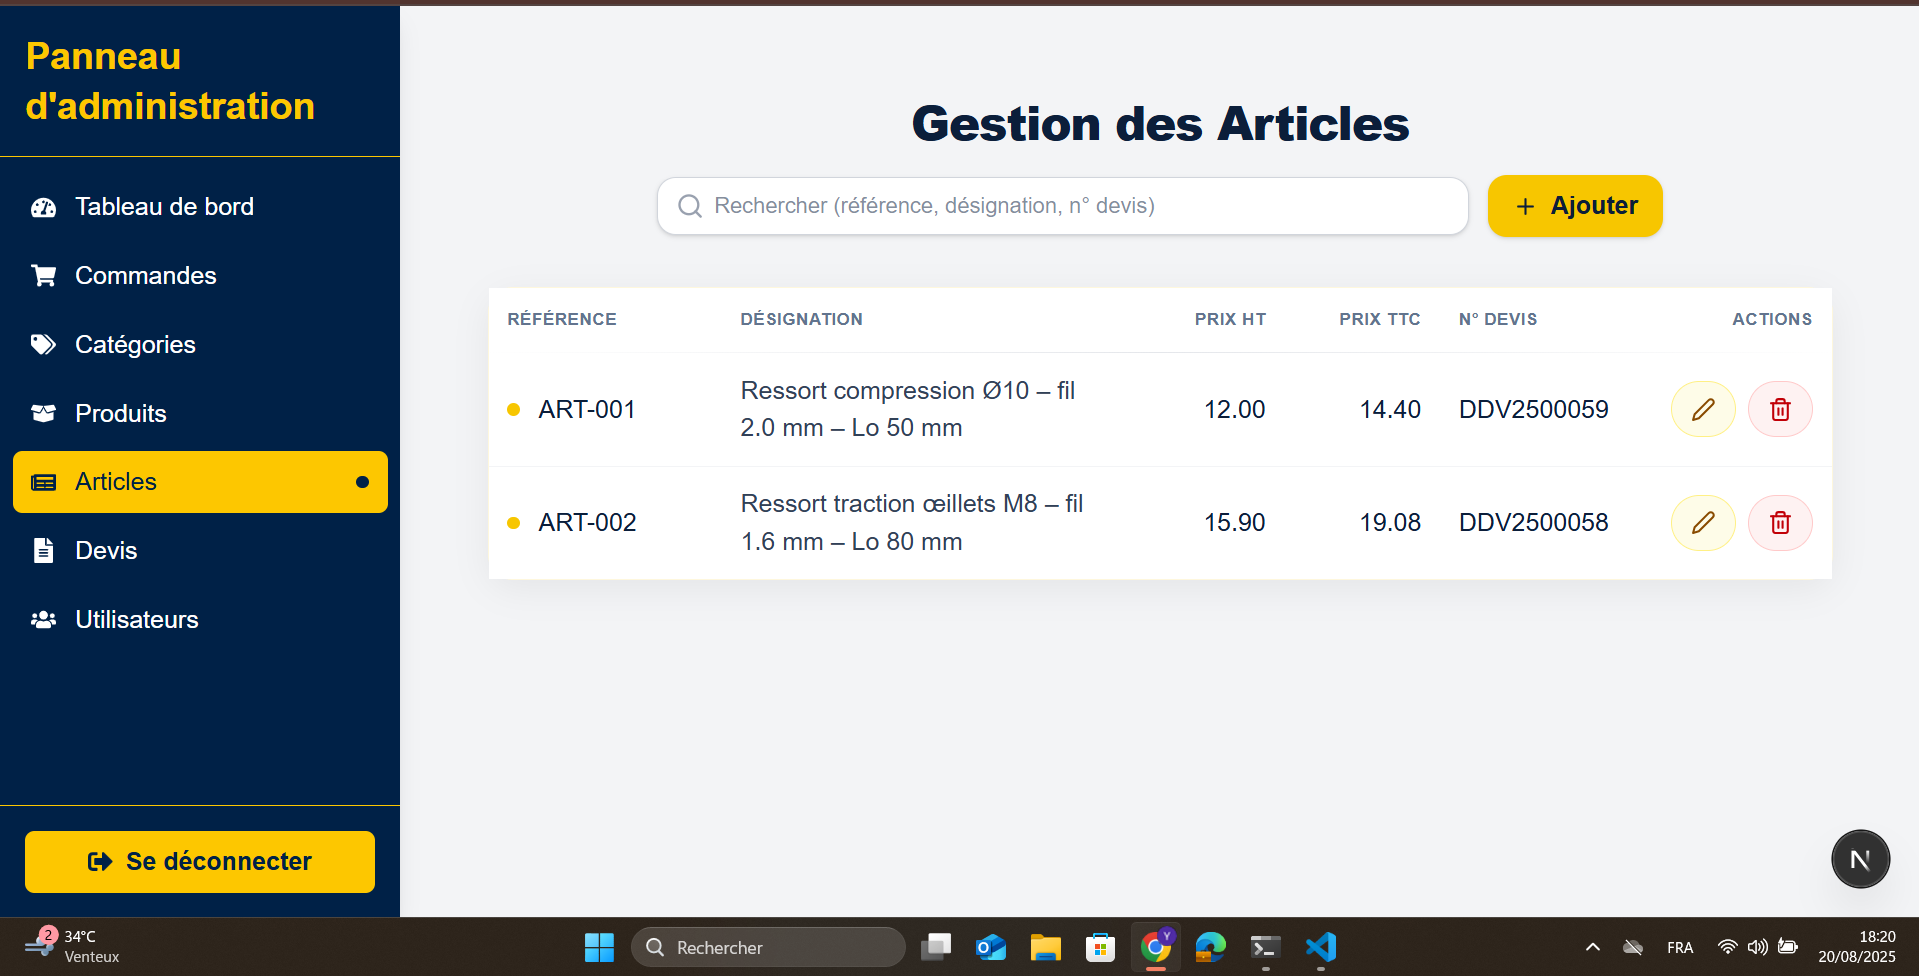 Panneau
d'administration
Tableau de bord
Commandes
Catégories
Produits
Articles
Devis
Utilisateurs
Se déconnecter
Gestion des Articles
Rechercher (référence, désignation, n° devis)
+ Ajouter
RÉFÉRENCE DÉSIGNATION PRIX HT PRIX TTC N° DEVIS ACTIONS
ART-001 Ressort compression Ø10 – fil 12.00 14.40 DDV2500059
2.0 mm – Lo 50 mm
ART-002 Ressort traction œillets M8 – fil 15.90 19.08 DDV2500058
1.6 mm – Lo 80 mm
N
2
34°C
Venteux
Rechercher
Y
FRA
18:20
20/08/2025